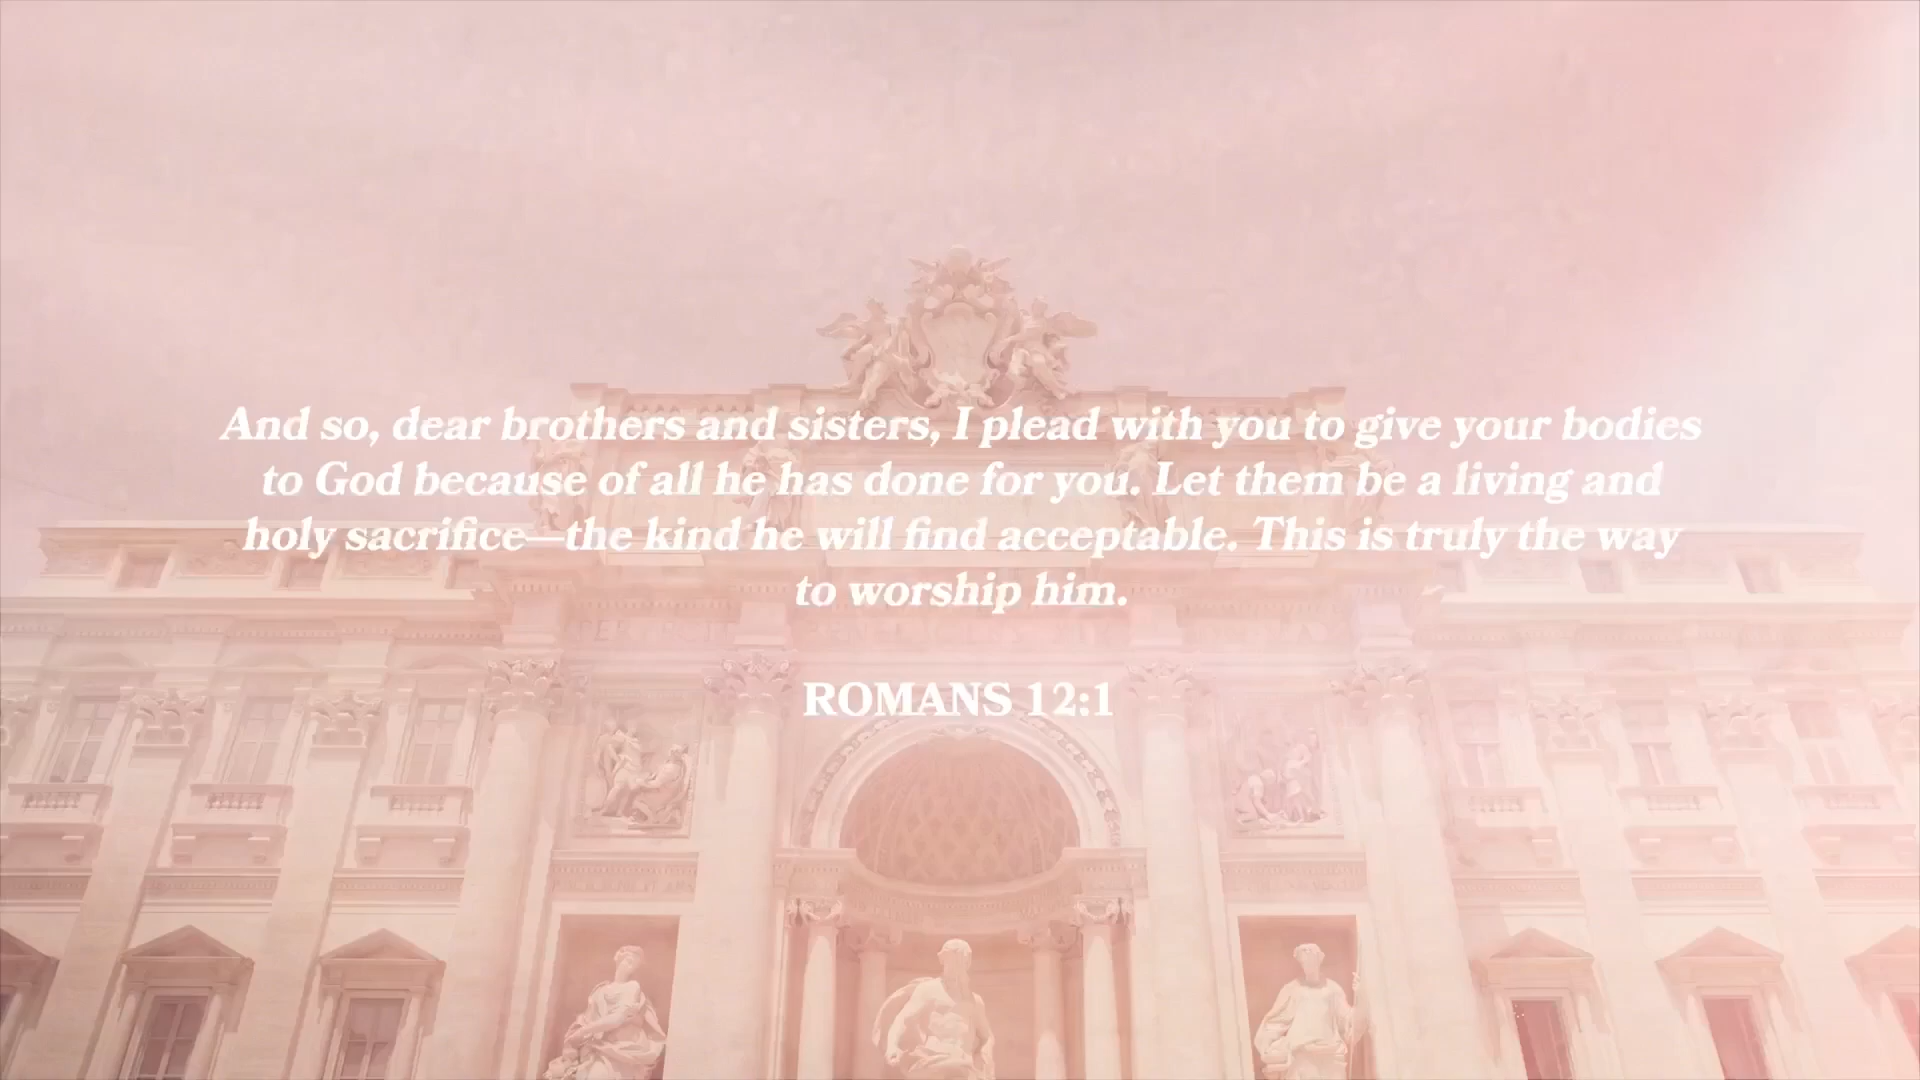 And so, dear brothers and sisters, I plead with you to give your bodies
to God because of all he has done for you. Let them be a living and
holy sacrifice—the kind he will find acceptable. This is truly the way
to worship him.
ROMANS 12:1